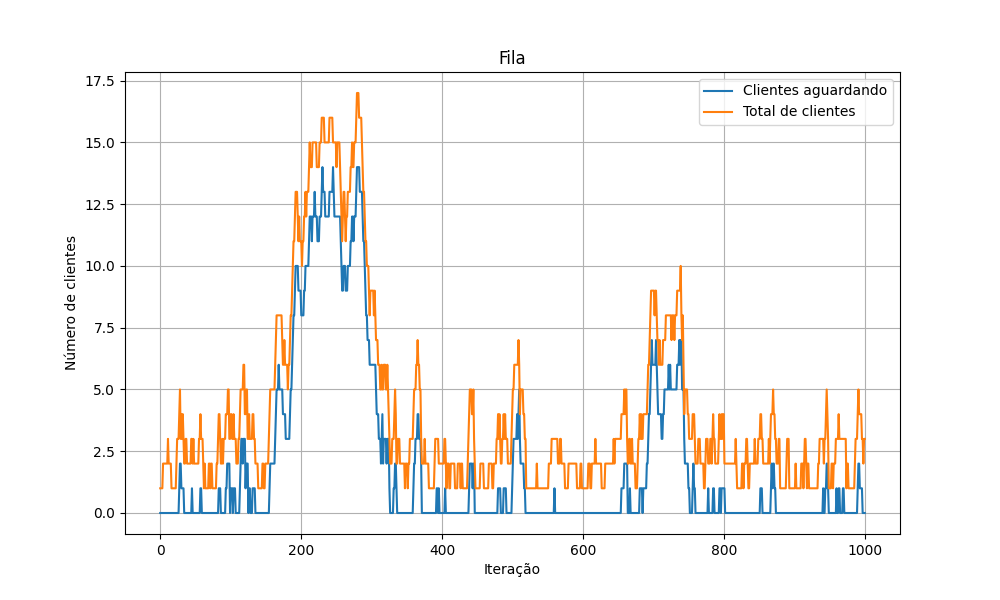 Fila
17.5
15.0
12.5
10.0
7.5
5.0
2.5
0.0
Número de clientes
Clientes aguardando
Total de clientes
0 200 400 600 800 1000
Iteração